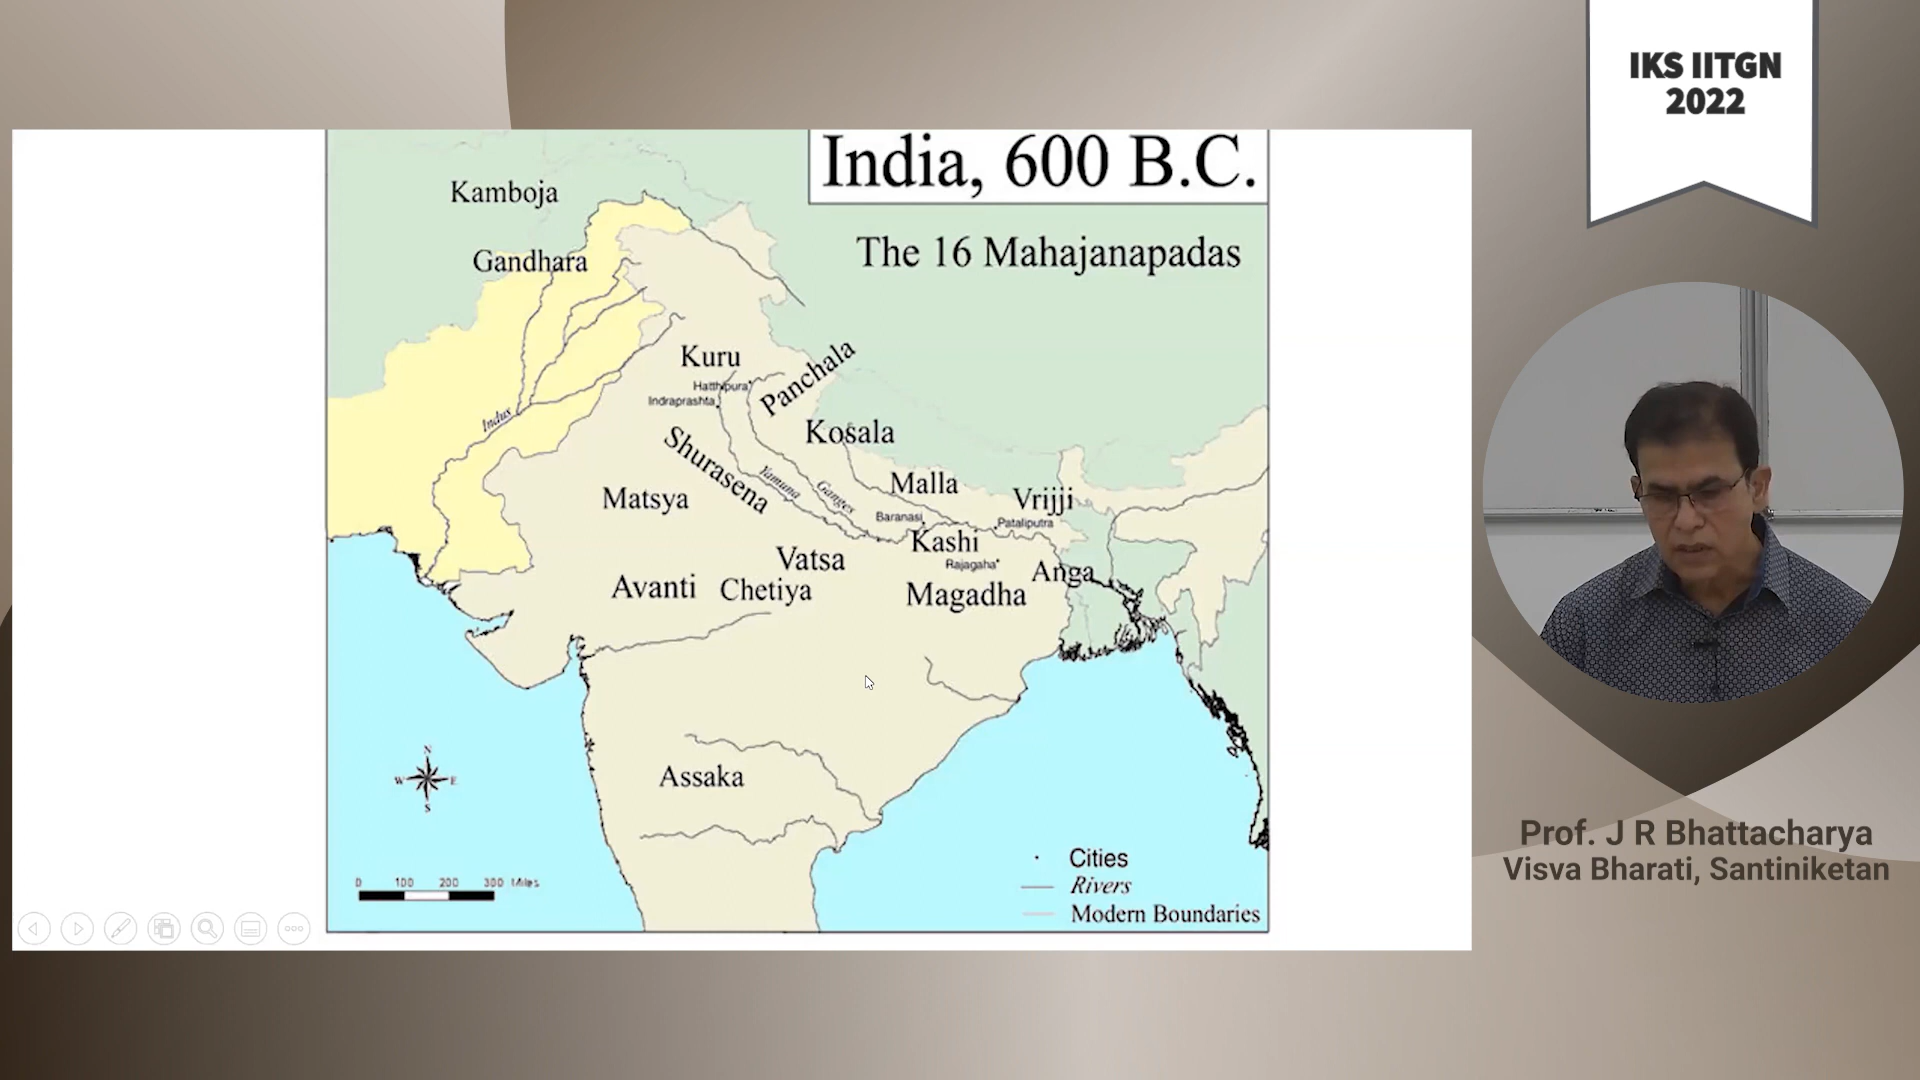 IKS IITGN
2022
India, 600 B.C.
The 16 Mahajanapadas
Kamboja
Gandhara
Kuru
Hatthipura
Indraprashta
Panchala
Indus
Kosala
Shurasena
Yamuna
Ganges
Malla
Matsya
Vrijji
Baranasi
Pataliputra
Kashi
Vatsa
Rajagaha
Anga
Avanti
Chetiya
Magadha
N
W E
S
Assaka
0 100 200 300 Miles
Cities
Rivers
Modern Boundaries
Prof. J R Bhattacharya
Visva Bharati, Santiniketan